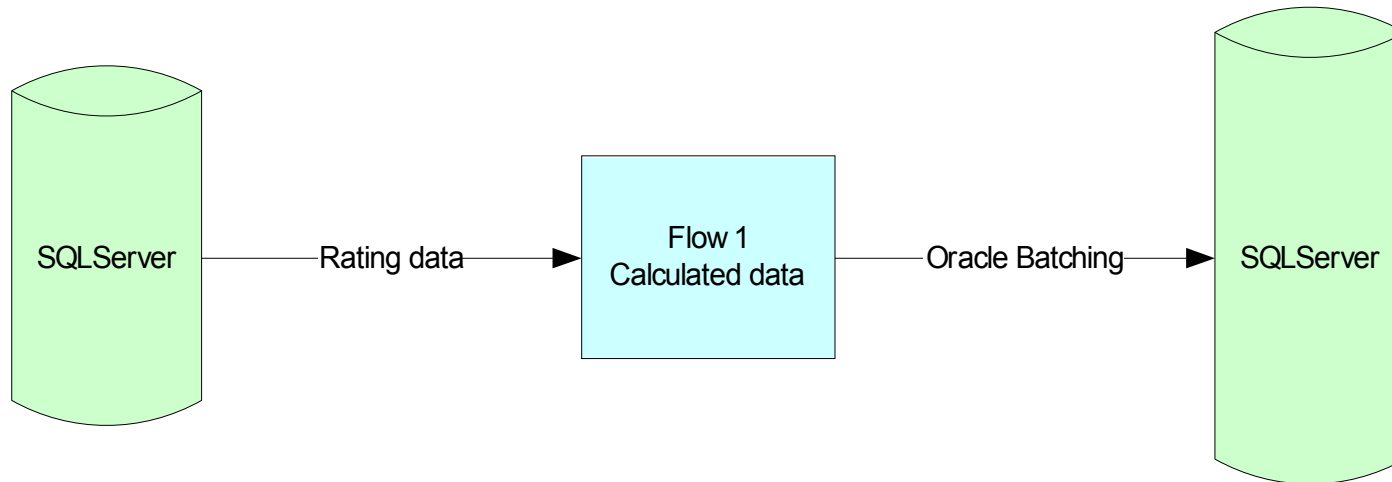 SQLServer
Rating data
Flow 1
Calculated data
Oracle Batching
SQLServer